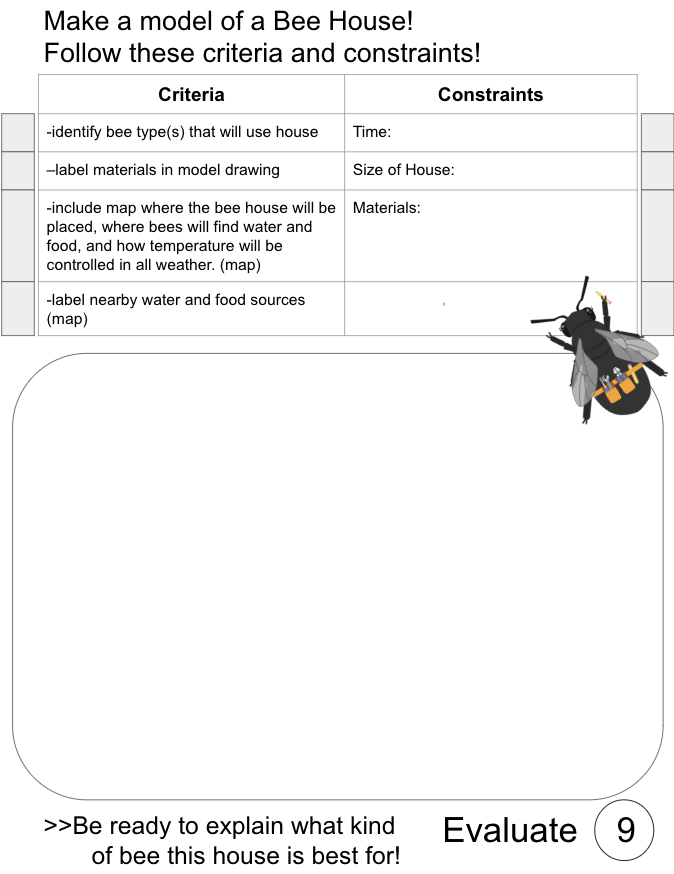 Make a model of a Bee House!
Follow these criteria and constraints!
Criteria
Constraints
-identify bee type(s) that will use house
Time:
–label materials in model drawing
Size of House:
-include map where the bee house will be
placed, where bees will find water and
food, and how temperature will be
controlled in all weather. (map)
Materials:
-label nearby water and food sources
(map)
>>Be ready to explain what kind
of bee this house is best for!
Evaluate
9